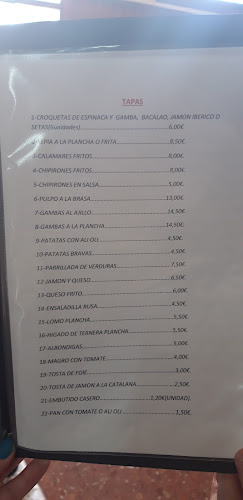 TAPAS
1-CROQUETAS DE ESPINACA Y GAMBA, BACALAO, JAMON IBERICO O
SETAS(6unidades)..........6,00€
2-SEPIA A LA PLANCHA O FRITA..........8,50€.
3-CALAMARES FRITOS..........8,00€.
4-CHIPIRONES FRITOS..........8,00€.
5-CHIPIRONES EN SALSA..........5,00€.
6-PULPO A LA BRASA..........13,00€.
7-GAMBAS AL AJILLO..........14,50€.
8-GAMBAS A LA PLANCHA..........14,50€.
9-PATATAS CON ALI OLI..........4,50€.
10-PATATAS BRAVAS..........4,50€.
11-PARRILLADA DE VERDURAS..........7,50€.
12-JAMON Y QUESO..........6,50€.
13-QUESO FRITO..........6,00€.
14-ENSALADILLA RUSA..........4,50€.
15-LOMO PLANCHA..........5,50€.
16-HIGADO DE TERNERA PLANCHA..........5,50€.
17-ALBONDIGAS..........5,00€.
18-MAGRO CON TOMATE..........4,00€.
19-TOSTA DE FOIE..........3,00€.
20-TOSTA DE JAMON A LA CATALANA..........2,50€.
21-EMBUTIDO CASERO..........1,20€(UNIDAD).
22-PAN CON TOMATE O ALI OLI..........1,50€.